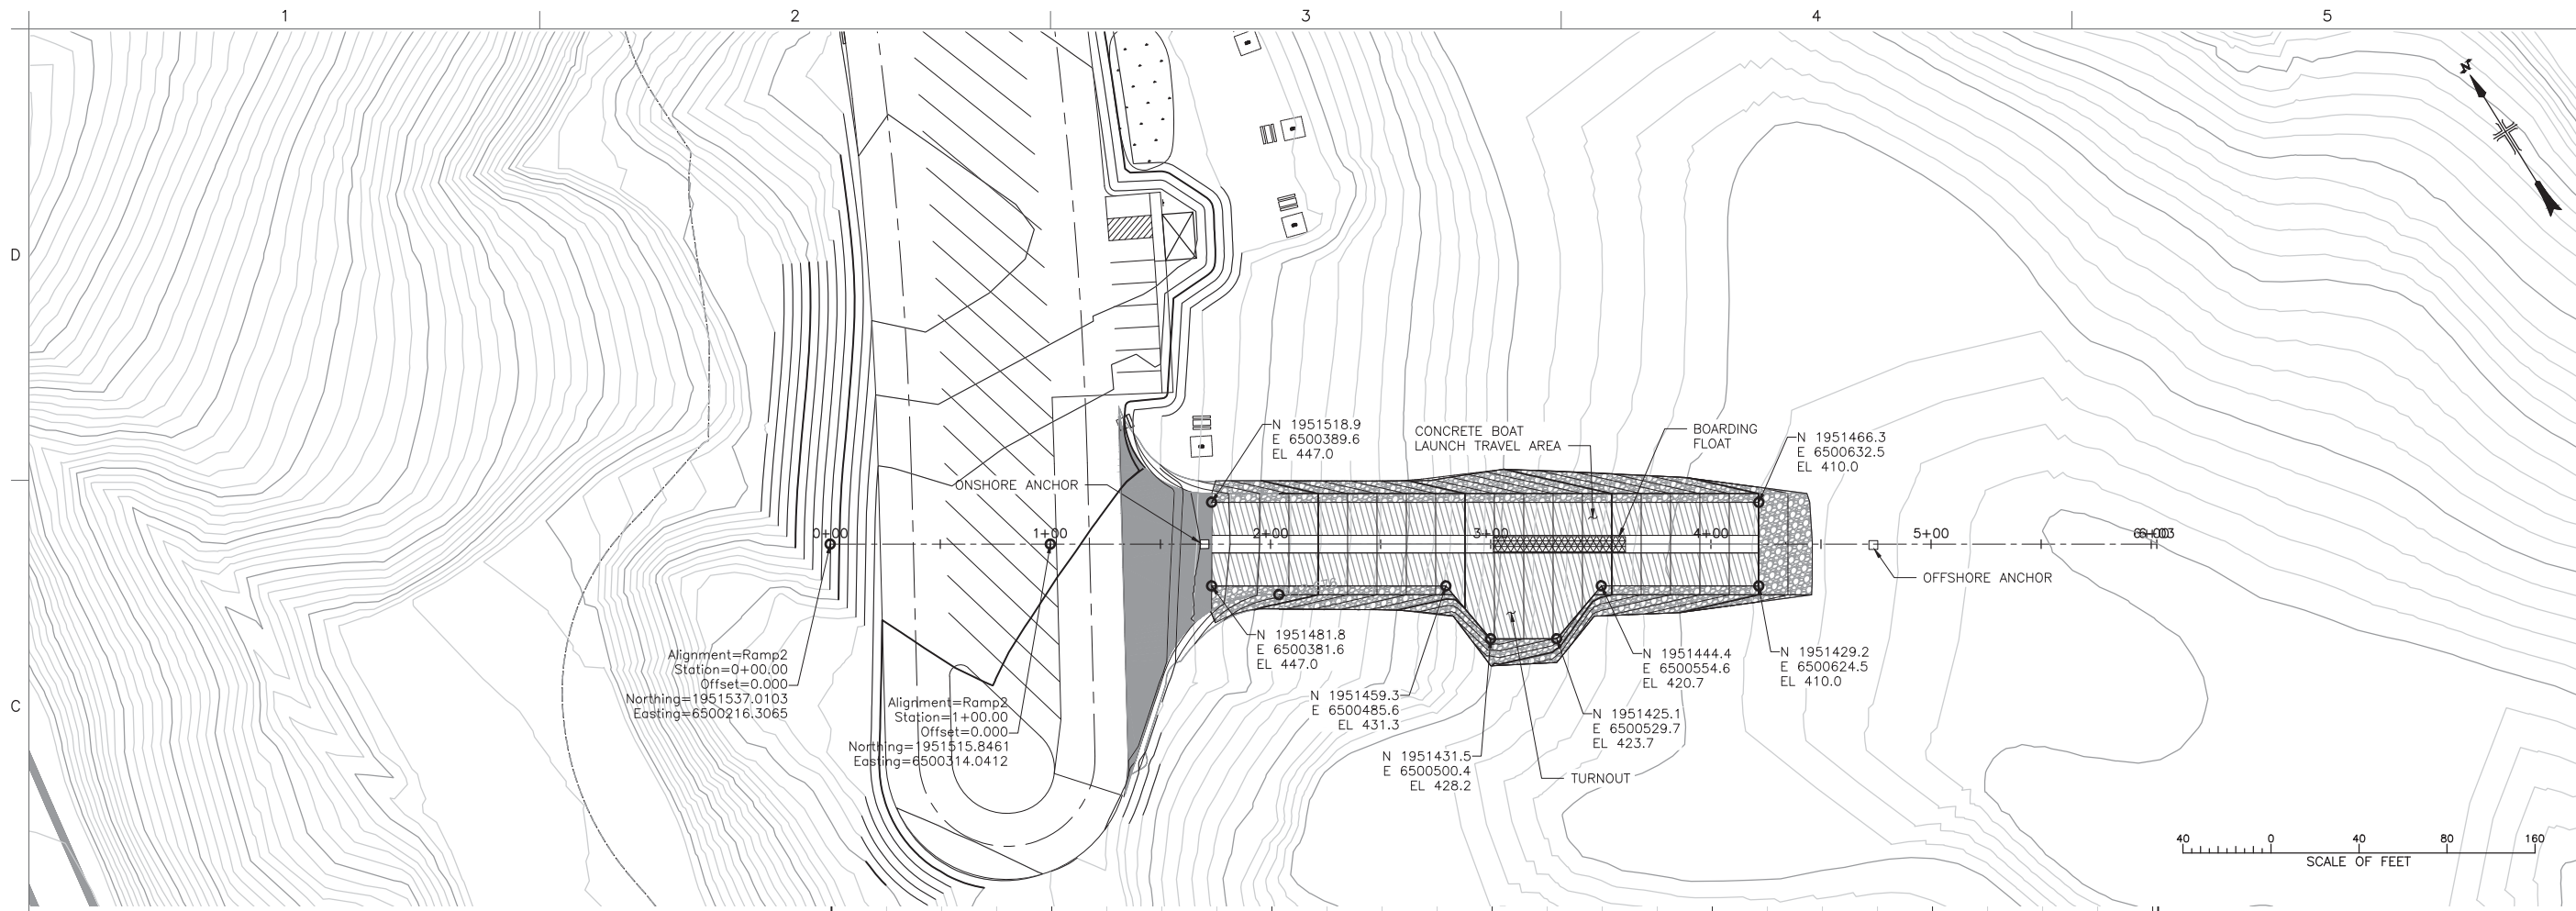 1
2
3
4
5
N
D
C
N 1951518.9
E 6500389.6
EL 447.0
CONCRETE BOAT
LAUNCH TRAVEL AREA
BOARDING
FLOAT
N 1951466.3
E 6500632.5
EL 410.0
ONSHORE ANCHOR
0+00
1+00
2+00
3+00
4+00
5+00
6+00
6+03
OFFSHORE ANCHOR
N 1951481.8
E 6500381.6
EL 447.0
N 1951444.4
E 6500554.6
EL 420.7
N 1951429.2
E 6500624.5
EL 410.0
Alignment=Ramp2
Station=0+00.00
Offset=0.000
Northing=1951537.0103
Easting=6500216.3065
Alignment=Ramp2
Station=1+00.00
Offset=0.000
Northing=1951515.8461
Easting=6500314.0412
N 1951459.3
E 6500485.6
EL 431.3
N 1951425.1
E 6500529.7
EL 423.7
N 1951431.5
E 6500500.4
EL 428.2
TURNOUT
40 0 40 80 160
SCALE OF FEET